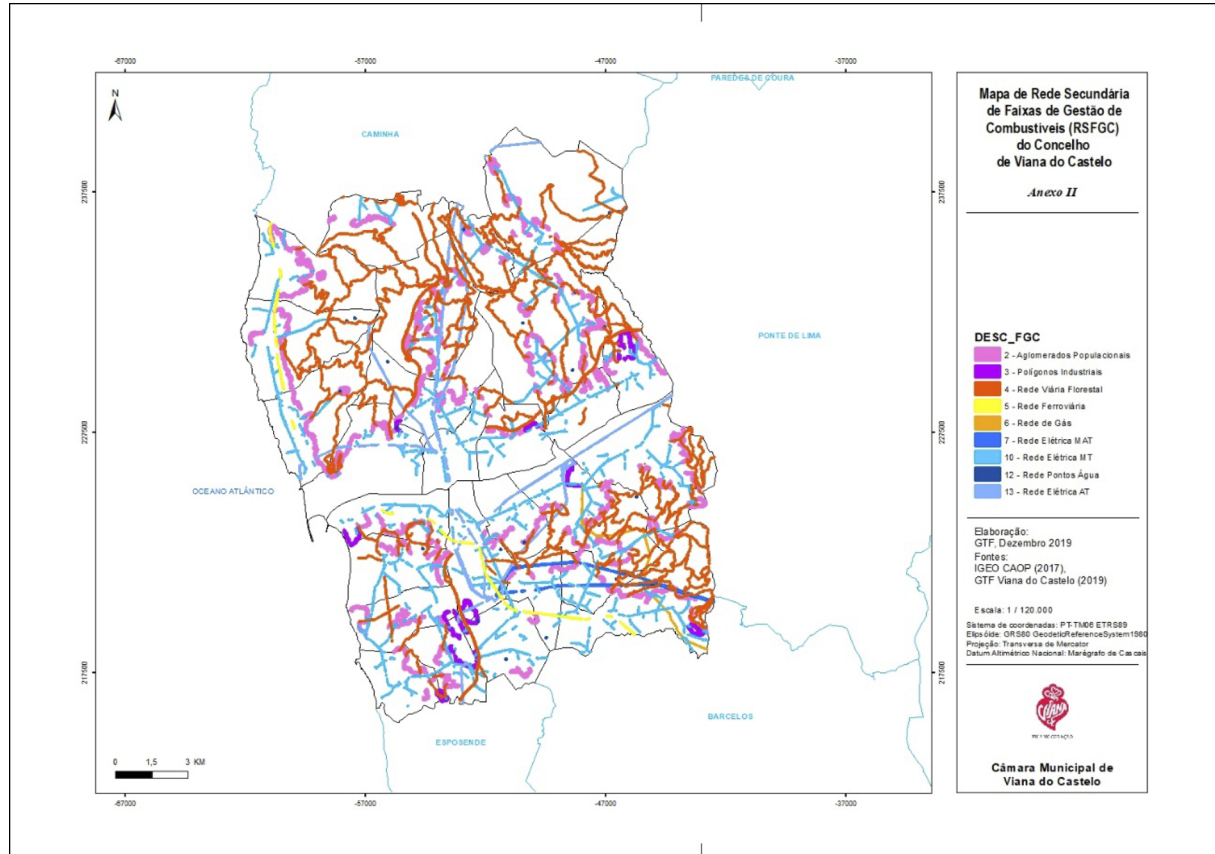 Mapa de Rede Secundária
de Faixas de Gestão de
Combustíveis (RSFGC)
do Concelho
de Viana do Castelo
Anexo II
-67000
-57000
-47000
-37000
PAREDES DE COURA
N
CAMINHA
237500
237500
PONTE DE LIMA
227500
227500
OCEANO ATLÂNTICO
217500
217500
BARCELOS
ESPOSENDE
0 1,5 3 KM
-67000
-57000
-47000
-37000
DESC_FGC
2 - Aglomerados Populacionais
3 - Polígonos Industriais
4 - Rede Viária Florestal
5 - Rede Ferroviária
6 - Rede de Gás
7 - Rede Elétrica MAT
10 - Rede Elétrica MT
12 - Rede Pontos Água
13 - Rede Elétrica AT
Elaboração:
GTF, Dezembro 2019
Fontes:
IGEO CAOP (2017),
GTF Viana do Castelo (2019)
Escala: 1 / 120.000
Sistema de coordenadas: PT-TM06 ETRS89
Elipsóide: GRS80 GeodeticReferenceSystem1980
Projeção: Transversa de Mercator
Datum Altimétrico Nacional: Marégrafo de Cascais
VIANA
Câmara Municipal de
Viana do Castelo